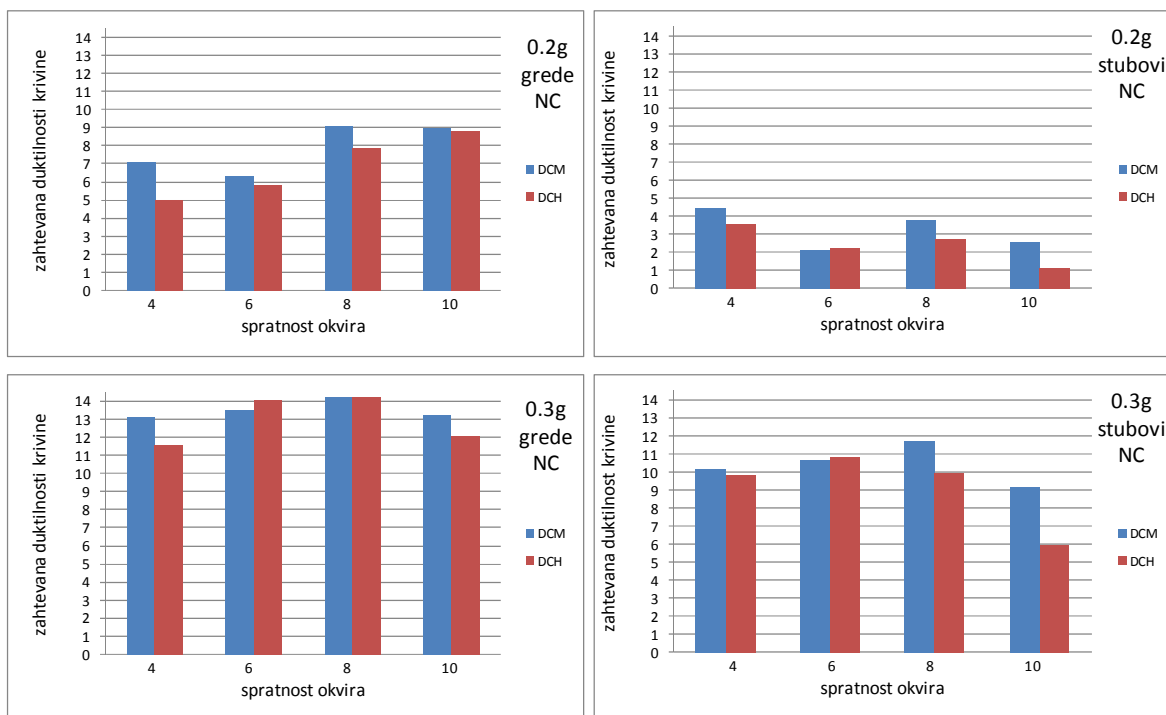 zahtevana duktilnosti krivine
14
13
12
11
10
9
8
7
6
5
4
3
2
1
0
4 6 8 10
spratnost okvira
0.2g
grede
NC
DCM
DCH
zahtevana duktilnost krivine
14
13
12
11
10
9
8
7
6
5
4
3
2
1
0
4 6 8 10
spratnost okvira
0.2g
stubovi
NC
DCM
DCH
zahtevana duktilnosti krivine
14
13
12
11
10
9
8
7
6
5
4
3
2
1
0
4 6 8 10
spratnost okvira
0.3g
grede
NC
DCM
DCH
zahtevana duktilnost krivine
14
13
12
11
10
9
8
7
6
5
4
3
2
1
0
4 6 8 10
spratnost okvira
0.3g
stubovi
NC
DCM
DCH